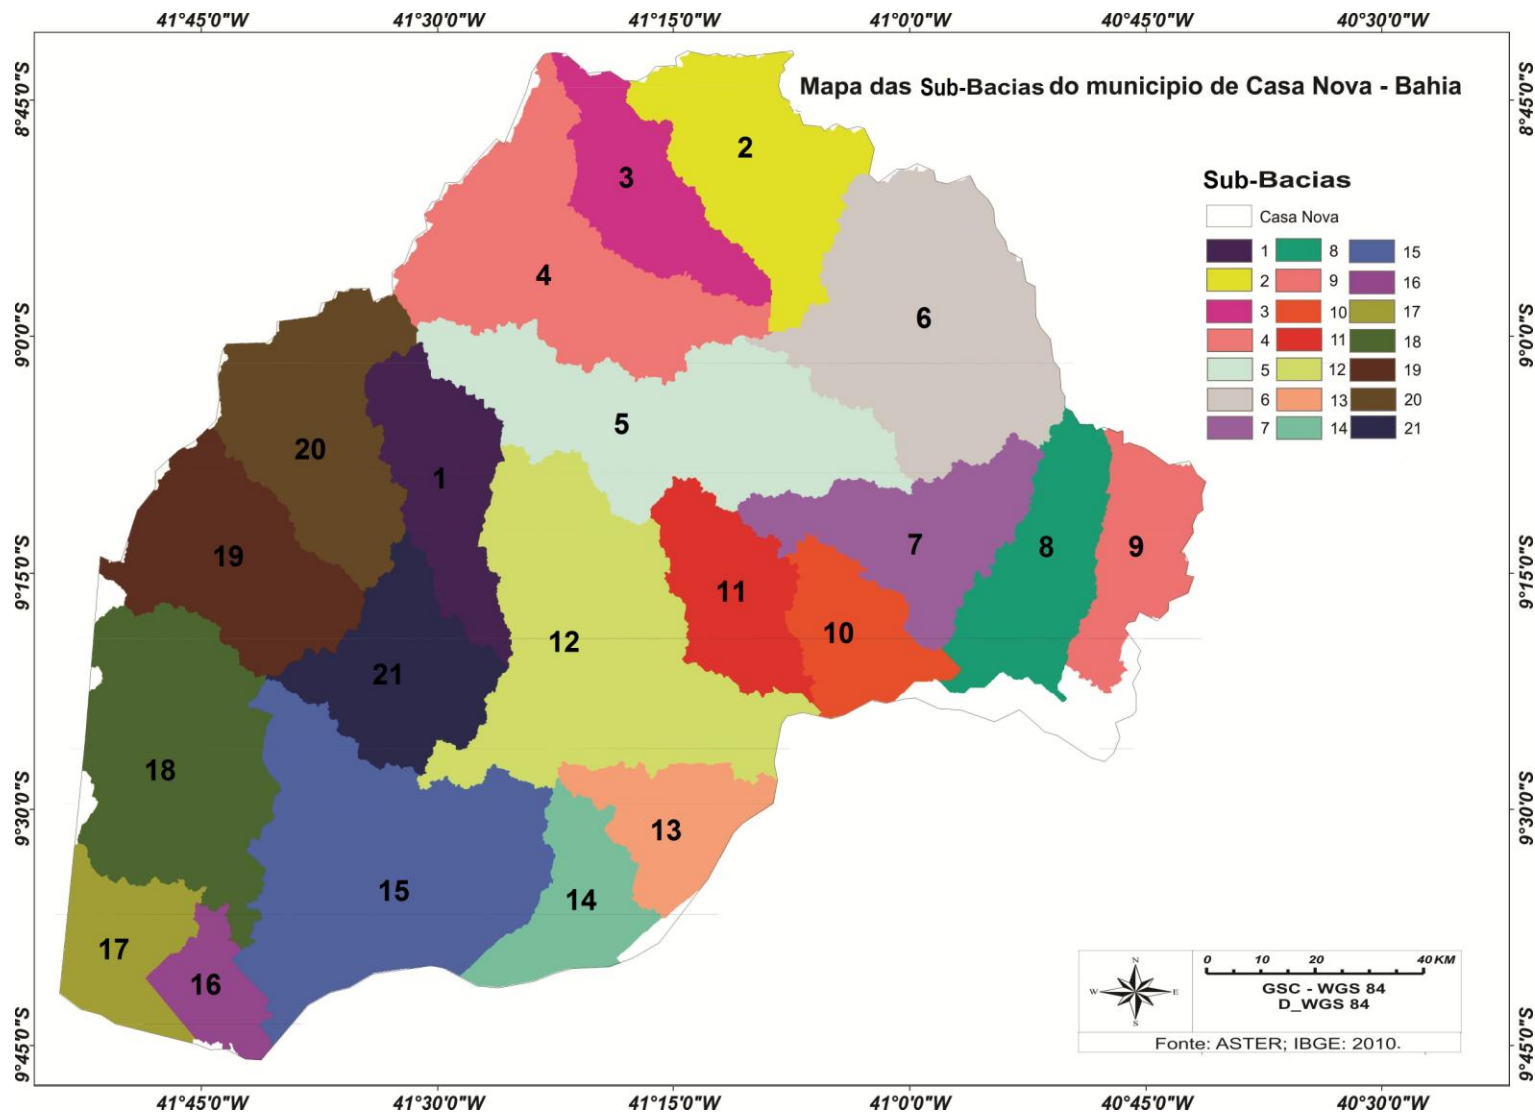 41°45'0"W 41°30'0"W 41°15'0"W 41°00'0"W 40°45'0"W 40°30'0"W
Mapa das Sub-Bacias do municipio de Casa Nova - Bahia
8°45'0"S 8°45'0"S
9°0'0"S 9°0'0"S
9°15'0"S 9°15'0"S
9°30'0"S 9°30'0"S
9°45'0"S 9°45'0"S
2
3
4
6
5
20
1
19
7
8
9
11
10
12
21
18
13
15
14
17
16
Sub-Bacias
Casa Nova
1 8 15
2 9 16
3 10 17
4 11 18
5 12 19
6 13 20
7 14 21
N
W E
S
0 10 20 40 KM
GSC - WGS 84
D_WGS 84
Fonte: ASTER; IBGE: 2010.
41°45'0"W 41°30'0"W 41°15'0"W 41°00'0"W 40°45'0"W 40°30'0"W